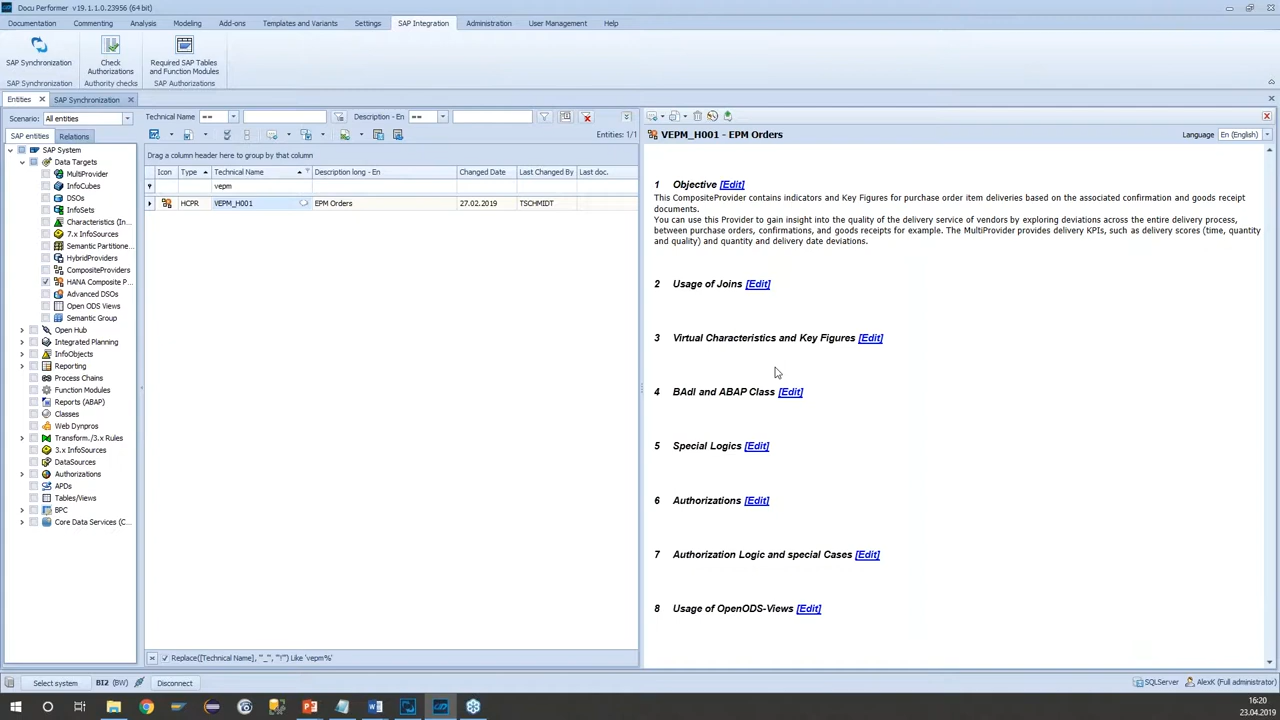 Docu Performer v19.1.1.0.23956 (64 bit)
Documentation Commenting Analysis Modeling Add-ons Templates and Variants Settings SAP Integration Administration User Management Help
SAP Synchronization
Check
Authorizations
Required SAP Tables
and Function Modules
SAP Synchronization Authority checks SAP Authorizations
Entities SAP Synchronization
Scenario: All entities
SAP entities Relations
SAP System
Data Targets
MultiProvider
InfoCubes
DSOs
InfoSets
Characteristics (In...
7.x InfoSources
Semantic Partitione...
HybridProviders
CompositeProviders
HANA Composite P...
Advanced DSOs
Open ODS Views
Semantic Group
Open Hub
Integrated Planning
InfoObjects
Reporting
Process Chains
Function Modules
Reports (ABAP)
Classes
Web Dynpros
Transform./3.x Rules
3.x InfoSources
DataSources
Authorizations
APDs
Tables/Views
BPC
Core Data Services (C...
Technical Name == Description - En ==
Entities: 1/1
Drag a column header here to group by that column
Icon Type Technical Name Description long - En Changed Date Last Changed By Last doc.
vepm
HCPR VEPM_H001 EPM Orders 27.02.2019 TSCHMIDT
Replace([Technical Name], "_", "!") Like 'vepm%'
VEPM_H001 - EPM Orders
Language En (English)
1 Objective [Edit]
This CompositeProvider contains indicators and Key Figures for purchase order item deliveries based on the associated confirmation and goods receipt
documents.
You can use this Provider to gain insight into the quality of the delivery service of vendors by exploring deviations across the entire delivery process,
between purchase orders, confirmations, and goods receipts for example. The MultiProvider provides delivery KPIs, such as delivery scores (time, quantity
and quality) and quantity and delivery date deviations.
2 Usage of Joins [Edit]
3 Virtual Characteristics and Key Figures [Edit]
4 BAdI and ABAP Class [Edit]
5 Special Logics [Edit]
6 Authorizations [Edit]
7 Authorization Logic and special Cases [Edit]
8 Usage of OpenODS-Views [Edit]
Select system BI2 (BW) Disconnect
SQLServer AlexK (Full administrator)
16:20
23.04.2019